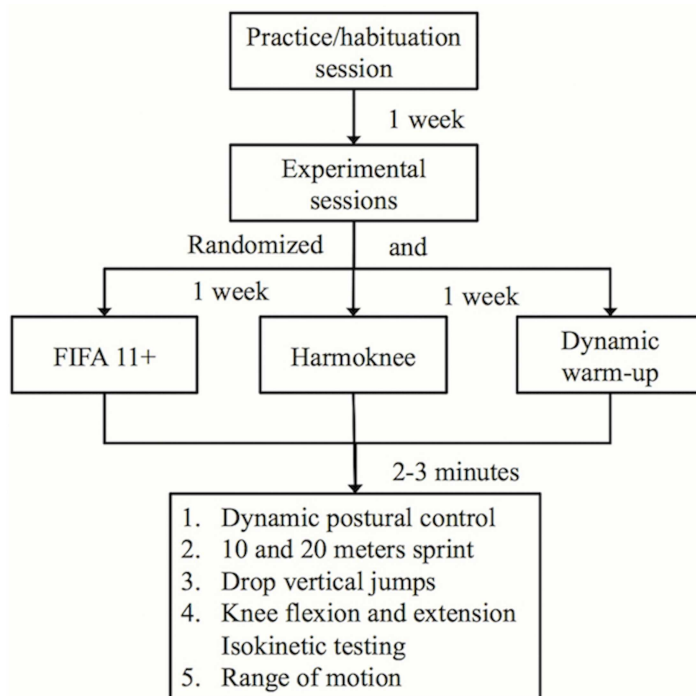 Practice/habituation
session
1 week
Experimental
sessions
Randomized and
1 week 1 week
FIFA 11+ Harmoknee Dynamic
warm-up
2-3 minutes
1. Dynamic postural control
2. 10 and 20 meters sprint
3. Drop vertical jumps
4. Knee flexion and extension
Isokinetic testing
5. Range of motion